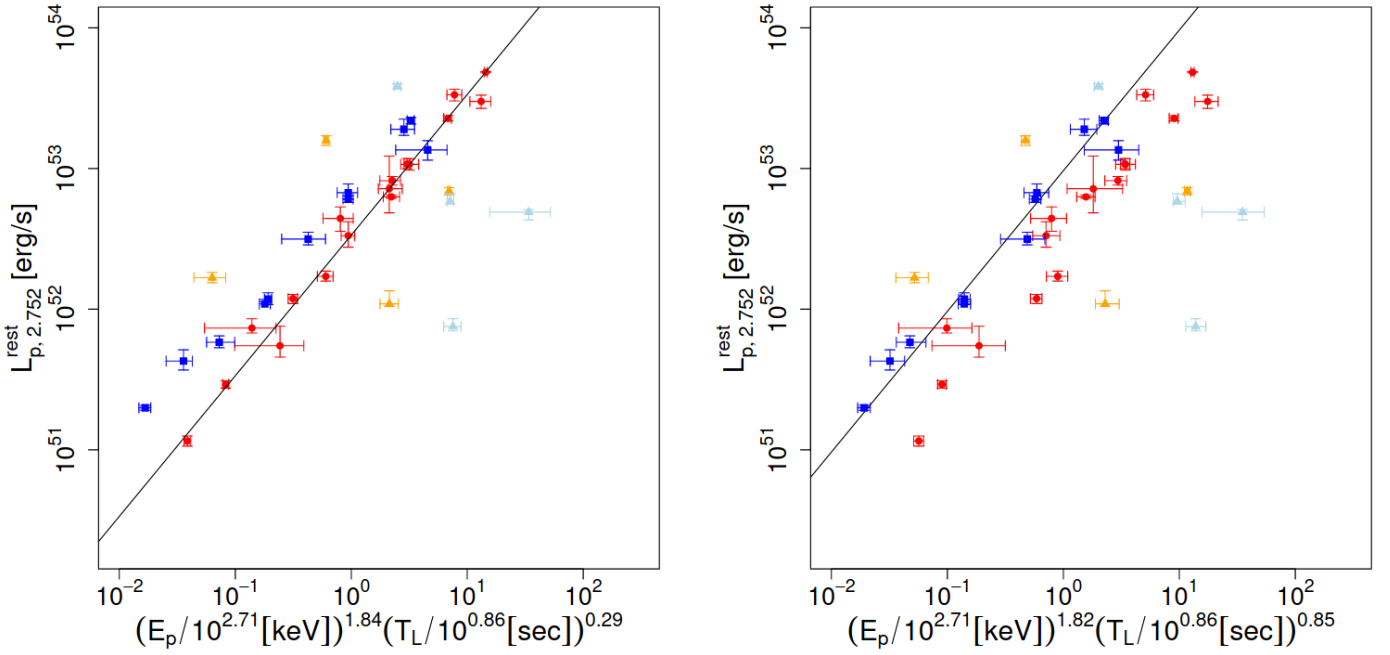 10^54
10^53
10^52
10^51
L^rest_p, 2.752 [erg/s]
10^−2 10^−1 10^0 10^1 10^2
(E_p/10^2.71[keV])^1.84(T_L/10^0.86[sec])^0.29
10^54
10^53
10^52
10^51
L^rest_p, 2.752 [erg/s]
10^−2 10^−1 10^0 10^1 10^2
(E_p/10^2.71[keV])^1.82(T_L/10^0.86[sec])^0.85